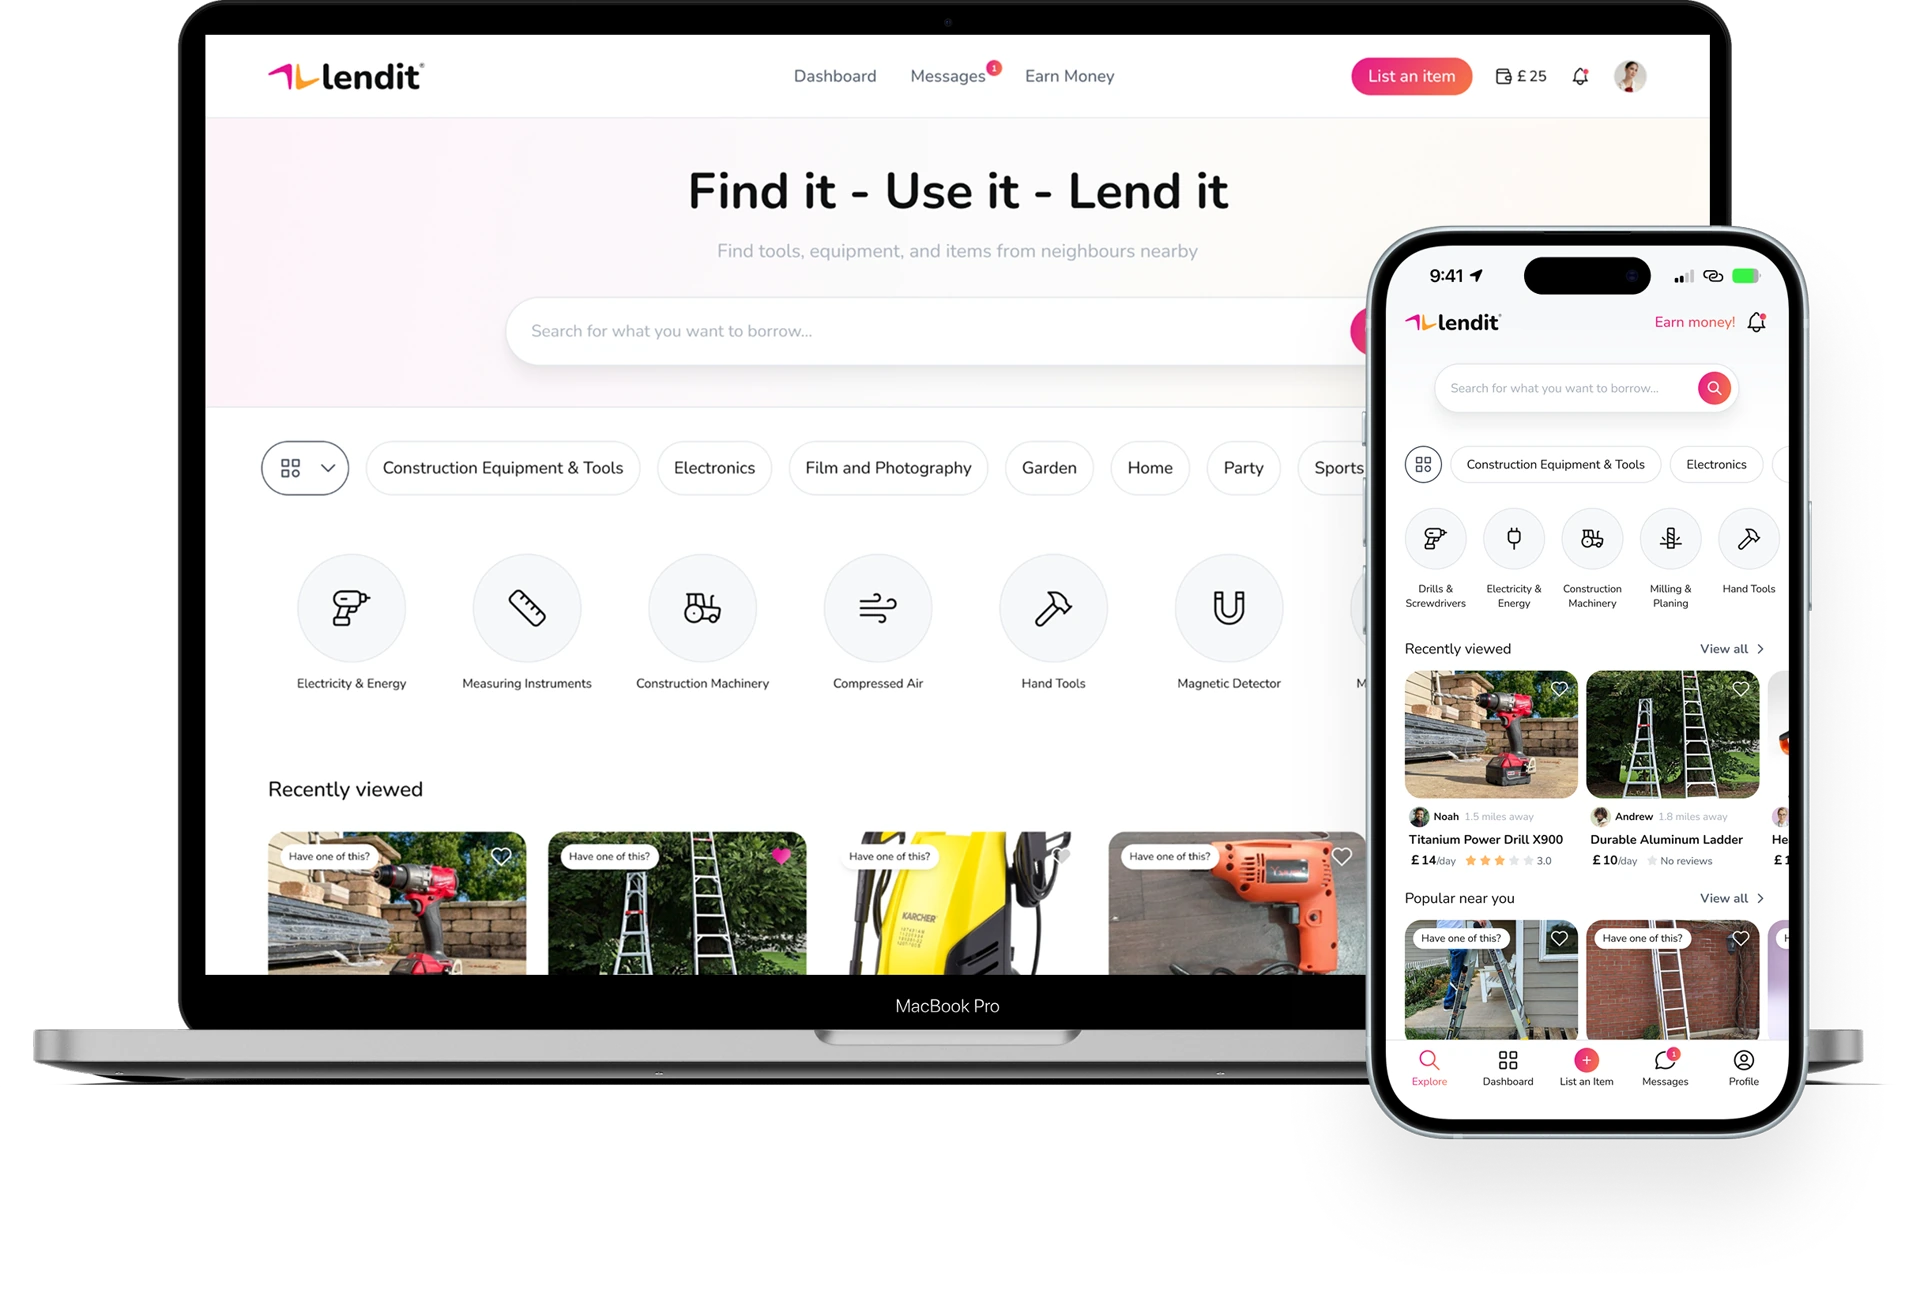 lendit
Dashboard
Messages
1
Earn Money
List an item
£ 25
Find it - Use it - Lend it
Find tools, equipment, and items from neighbours nearby
Search for what you want to borrow...
Construction Equipment & Tools
Electronics
Film and Photography
Garden
Home
Party
Sports
Electricity & Energy
Measuring Instruments
Construction Machinery
Compressed Air
Hand Tools
Magnetic Detector
M
Recently viewed
Have one of this?
Have one of this?
Have one of this?
Have one of this?
KARCHER
MacBook Pro
9:41
lendit
Earn money!
Search for what you want to borrow...
Construction Equipment & Tools
Electronics
Drills &
Screwdrivers
Electricity &
Energy
Construction
Machinery
Milling &
Planing
Hand Tools
Recently viewed
View all
Noah 1.5 miles away
Titanium Power Drill X900
£ 14/day 3.0
Andrew 1.8 miles away
Durable Aluminum Ladder
£ 10/day No reviews
He
£ 1
Popular near you
View all
Have one of this?
Have one of this?
H
Explore
Dashboard
List an Item
1
Messages
Profile